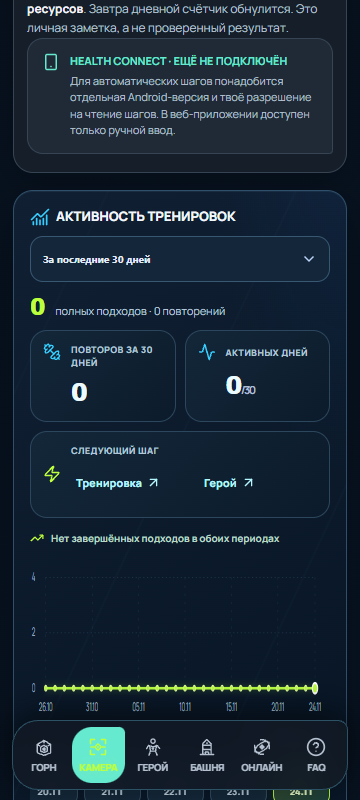 ресурсов. Завтра дневной счётчик обнулится. Это
личная заметка, а не проверенный результат.
HEALTH CONNECT · ЕЩЁ НЕ ПОДКЛЮЧЁН
Для автоматических шагов понадобится
отдельная Android-версия и твоё разрешение
на чтение шагов. В веб-приложении доступен
только ручной ввод.
АКТИВНОСТЬ ТРЕНИРОВОК
За последние 30 дней
0 полных подходов · 0 повторений
ПОВТОРОВ ЗА 30
ДНЕЙ
0
АКТИВНЫХ ДНЕЙ
0/30
СЛЕДУЮЩИЙ ШАГ
Тренировка
Герой
Нет завершённых подходов в обоих периодах
4
2
0
26.10 31.10 05.11 10.11 15.11 20.11 24.11
ГОРН КАМЕРА ГЕРОЙ БАШНЯ ОНЛАЙН FAQ
20.11 21.11 22.11 23.11 24.11